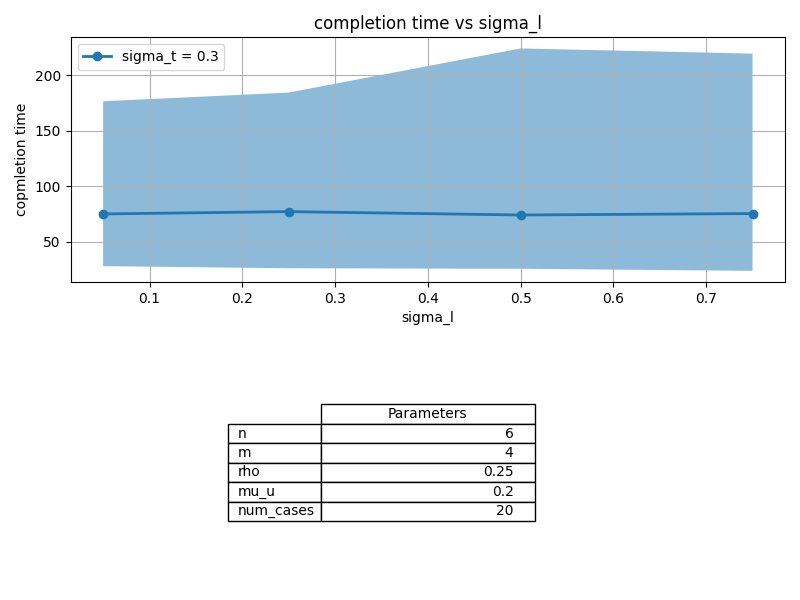 completion time vs sigma_l
sigma_t = 0.3
200
150
100
50
copmletion time
0.1 0.2 0.3 0.4 0.5 0.6 0.7
sigma_l
Parameters
n 6
m 4
rho 0.25
mu_u 0.2
num_cases 20